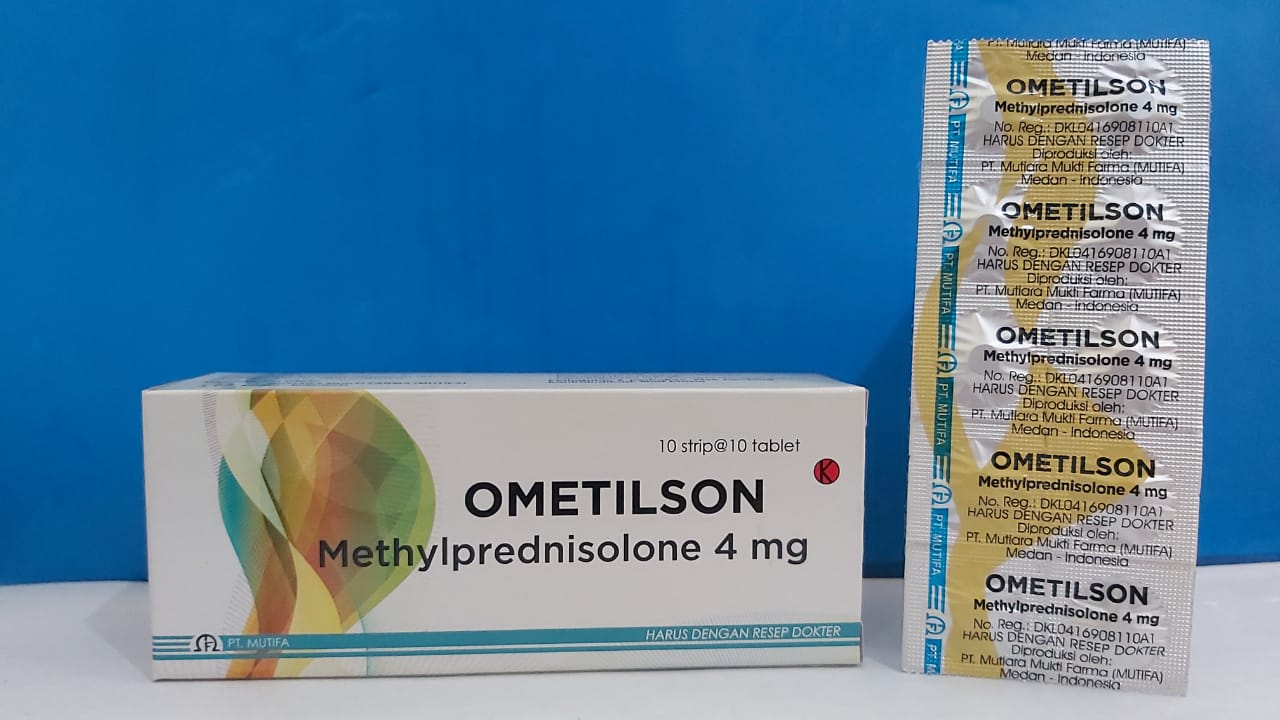 10 strip@10 tablet
K
OMETILSON
Methylprednisolone 4 mg
PT. MUTIFA
HARUS DENGAN RESEP DOKTER
PT. Mutiara Mukti Farma (MUTIFA)
Medan - Indonesia
OMETILSON
Methylprednisolone 4 mg
No. Reg.: DKL0416908110A1
HARUS DENGAN RESEP DOKTER
Diproduksi oleh:
PT. Mutiara Mukti Farma (MUTIFA)
Medan - Indonesia
OMETILSON
Methylprednisolone 4 mg
No. Reg.: DKL0416908110A1
HARUS DENGAN RESEP DOKTER
Diproduksi oleh:
PT. Mutiara Mukti Farma (MUTIFA)
Medan - Indonesia
OMETILSON
Methylprednisolone 4 mg
No. Reg.: DKL0416908110A1
HARUS DENGAN RESEP DOKTER
Diproduksi oleh:
PT. Mutiara Mukti Farma (MUTIFA)
Medan - Indonesia
OMETILSON
Methylprednisolone 4 mg
No. Reg.: DKL0416908110A1
HARUS DENGAN RESEP DOKTER
Diproduksi oleh:
PT. Mutiara Mukti Farma (MUTIFA)
Medan - Indonesia
OMETILSON
Methylprednisolone 4 mg
No. Reg.: DKL0416908110A1
HARUS DENGAN RESEP DOKTER
Diproduksi oleh:
PT. Mutiara Mukti Farma (MUTIFA)
Medan - Indonesia
PT. MUTIFA
PT. MUTIFA
PT. MUTIFA
PT. MUTIFA